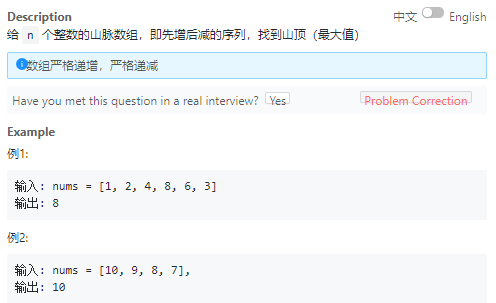 Description 中文 English
给 n 个整数的山脉数组，即先增后减的序列，找到山顶（最大值）
数组严格递增，严格递减
Have you met this question in a real interview? Yes Problem Correction
Example
例1:
输入: nums = [1, 2, 4, 8, 6, 3]
输出: 8
例2:
输入: nums = [10, 9, 8, 7],
输出: 10